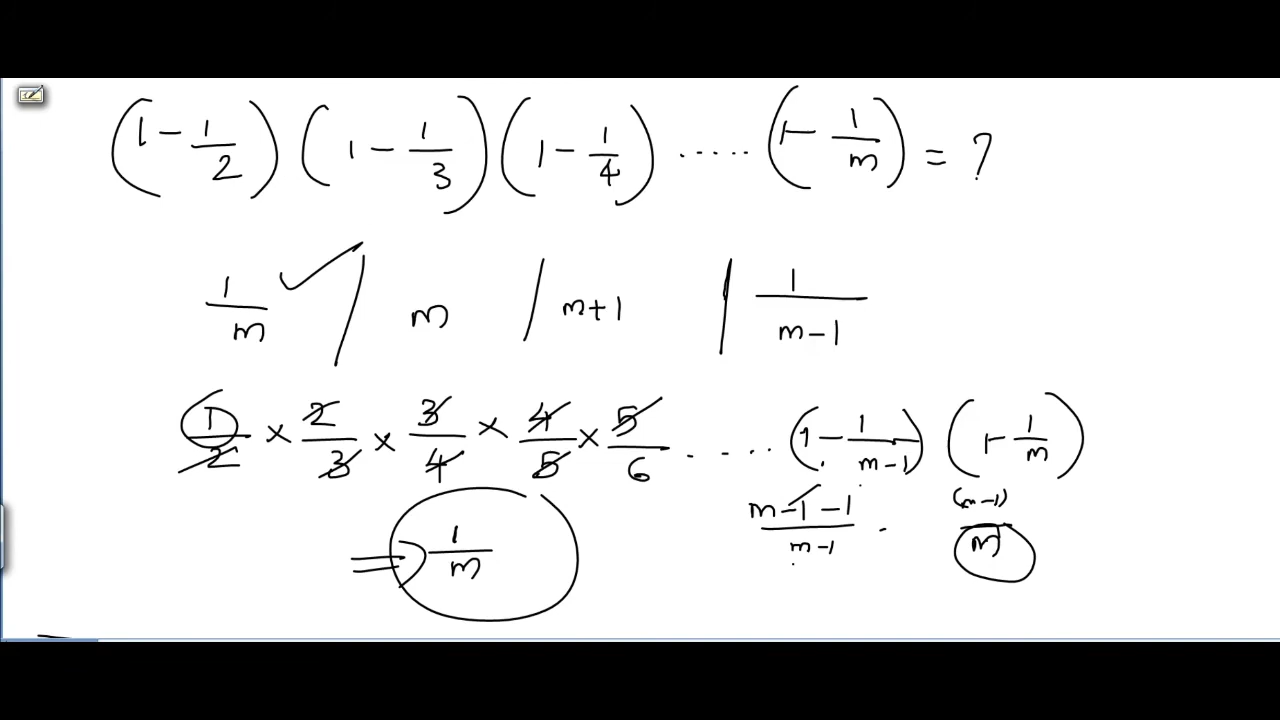 (1 - 1/2) (1 - 1/3) (1 - 1/4) ...... (1 - 1/m) = ?
1/m ✓ | m | m+1 | 1/(m-1)
1/2 × 2/3 × 3/4 × 4/5 × 5/6 ...... (1 - 1/(m-1)) (1 - 1/m)
(m-1-1)/(m-1) · (m-1)/m
⇒ 1/m